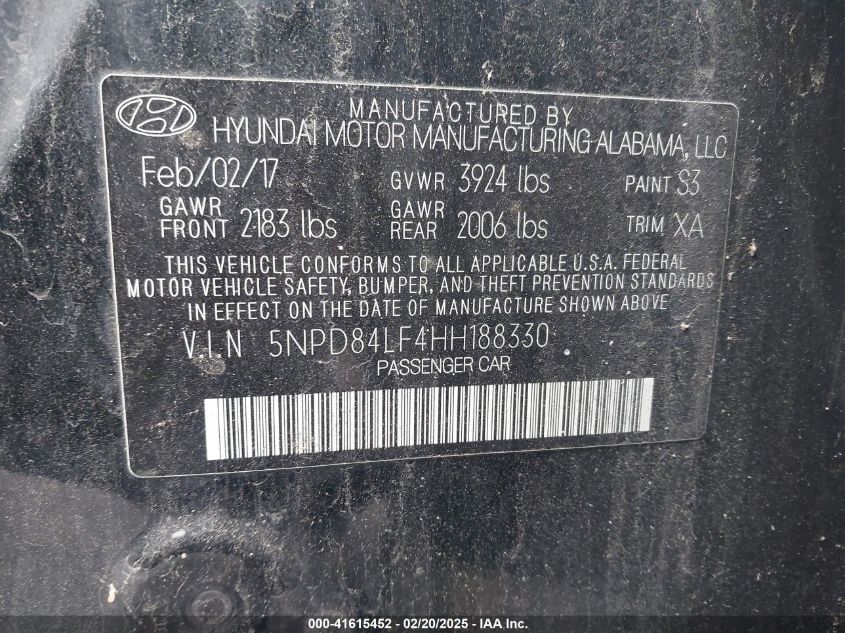 MANUFACTURED BY
HYUNDAI MOTOR MANUFACTURING ALABAMA, LLC
Feb/02/17 GVWR 3924 lbs PAINT S3
GAWR FRONT 2183 lbs GAWR REAR 2006 lbs TRIM XA
THIS VEHICLE CONFORMS TO ALL APPLICABLE U.S.A. FEDERAL
MOTOR VEHICLE SAFETY, BUMPER, AND THEFT PREVENTION STANDARDS
IN EFFECT ON THE DATE OF MANUFACTURE SHOWN ABOVE
V.I.N 5NPD84LF4HH188330
PASSENGER CAR
000-41615452 - 02/20/2025 - IAA Inc.